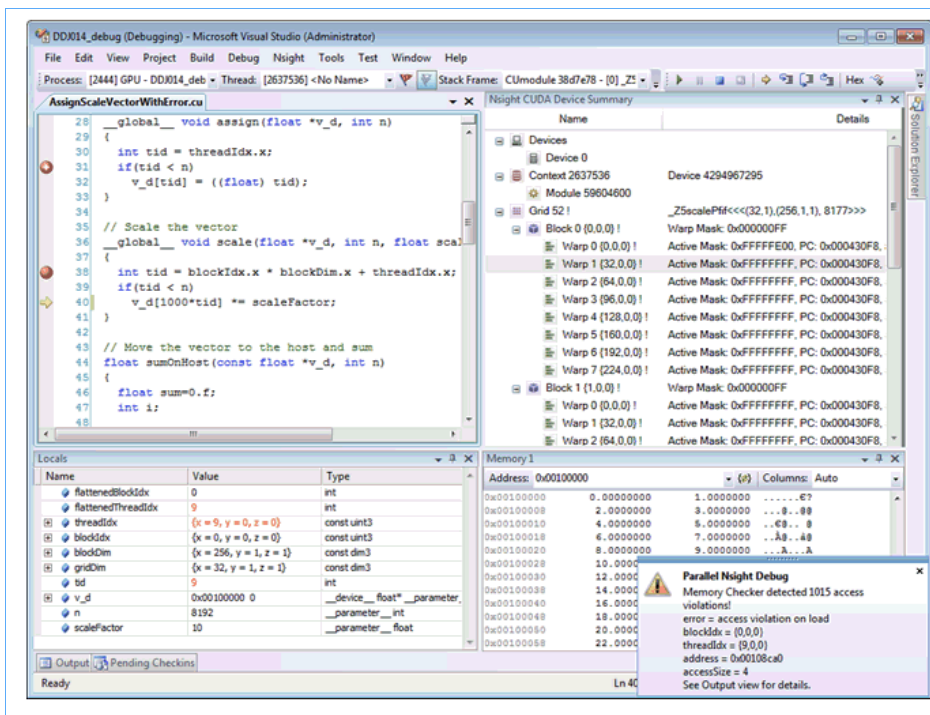 DDJ014_debug (Debugging) - Microsoft Visual Studio (Administrator)
File Edit View Project Build Debug Nsight Tools Test Window Help
Process: [2444] GPU - DDJ014_deb Thread: [2637536] <No Name> Stack Frame: CUmodule 38d7e78 - [0] _Z5 Hex
AssignScaleVectorWithError.cu
28 __global__ void assign(float *v_d, int n)
29 {
30 int tid = threadIdx.x;
31 if(tid < n)
32 v_d[tid] = ((float) tid);
33 }
34
35 // Scale the vector
36 __global__ void scale(float *v_d, int n, float scal
37 {
38 int tid = blockIdx.x * blockDim.x + threadIdx.x;
39 if(tid < n)
40 v_d[1000*tid] *= scaleFactor;
41 }
42
43 // Move the vector to the host and sum
44 float sumOnHost(const float *v_d, int n)
45 {
46 float sum=0.f;
47 int i;
48
Nsight CUDA Device Summary
Name Details
Devices
Device 0
Context 2637536 Device 4294967295
Module 59604600
Grid 52 ! _Z5scalePfif<<<(32,1),(256,1,1), 8177>>>
Block 0 {0,0,0} ! Warp Mask: 0x000000FF
Warp 0 {0,0,0} ! Active Mask: 0xFFFFFE00, PC: 0x000430F8,
Warp 1 {32,0,0} ! Active Mask: 0xFFFFFFFF, PC: 0x000430F8,
Warp 2 {64,0,0} ! Active Mask: 0xFFFFFFFF, PC: 0x000430F8,
Warp 3 {96,0,0} ! Active Mask: 0xFFFFFFFF, PC: 0x000430F8,
Warp 4 {128,0,0} ! Active Mask: 0xFFFFFFFF, PC: 0x000430F8,
Warp 5 {160,0,0} ! Active Mask: 0xFFFFFFFF, PC: 0x000430F8,
Warp 6 {192,0,0} ! Active Mask: 0xFFFFFFFF, PC: 0x000430F8,
Warp 7 {224,0,0} ! Active Mask: 0xFFFFFFFF, PC: 0x000430F8,
Block 1 {1,0,0} ! Warp Mask: 0x000000FF
Warp 0 {0,0,0} ! Active Mask: 0xFFFFFFFF, PC: 0x000430F8,
Warp 1 {32,0,0} ! Active Mask: 0xFFFFFFFF, PC: 0x000430F8,
Warp 2 {64,0,0} ! Active Mask: 0xFFFFFFFF, PC: 0x000430F8,
Solution Explorer
Locals
Name Value Type
flattenedBlockIdx 0 int
flattenedThreadIdx 9 int
threadIdx {x = 9, y = 0, z = 0} const uint3
blockIdx {x = 0, y = 0, z = 0} const uint3
blockDim {x = 256, y = 1, z = 1} const dim3
gridDim {x = 32, y = 1, z = 1} const dim3
tid 9 int
v_d 0x00100000 0 __device__ float* __parameter_
n 8192 __parameter__ int
scaleFactor 10 __parameter__ float
Memory 1
Address: 0x00100000 Columns: Auto
0x00100000 0.00000000 1.0000000 ......€?
0x00100008 2.0000000 3.0000000 ...@..@@
0x00100010 4.0000000 5.0000000 ..€@.. @
0x00100018 6.0000000 7.0000000 ..À@..à@
0x00100020 8.0000000 9.0000000 ...A...A
0x00100028 10.0000
0x00100030 12.0000
0x00100038 14.0000
0x00100040 16.0000
0x00100048 18.0000
0x00100050 20.0000
0x00100058 22.0000
Parallel Nsight Debug
Memory Checker detected 1015 access
violations!
error = access violation on load
blockIdx = {0,0,0}
threadIdx = {9,0,0}
address = 0x00108ca0
accessSize = 4
See Output view for details.
Output Pending Checkins
Ready Ln 40